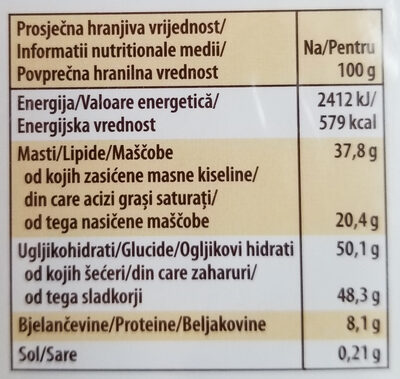 Prosječna hranjiva vrijednost/
Informatii nutritionale medii/
Povprečna hranilna vrednost
Na/Pentru
100 g
Energija/Valoare energetică/
Energijska vrednost
2412 kJ/
579 kcal
Masti/Lipide/Maščobe
37,8 g
od kojih zasićene masne kiseline/
din care acizi grași saturați/
od tega nasičene maščobe
20,4 g
Ugljikohidrati/Glucide/Ogljikovi hidrati
50,1 g
od kojih šećeri/din care zaharuri/
od tega sladkorji
48,3 g
Bjelančevine/Proteine/Beljakovine
8,1 g
Sol/Sare
0,21 g